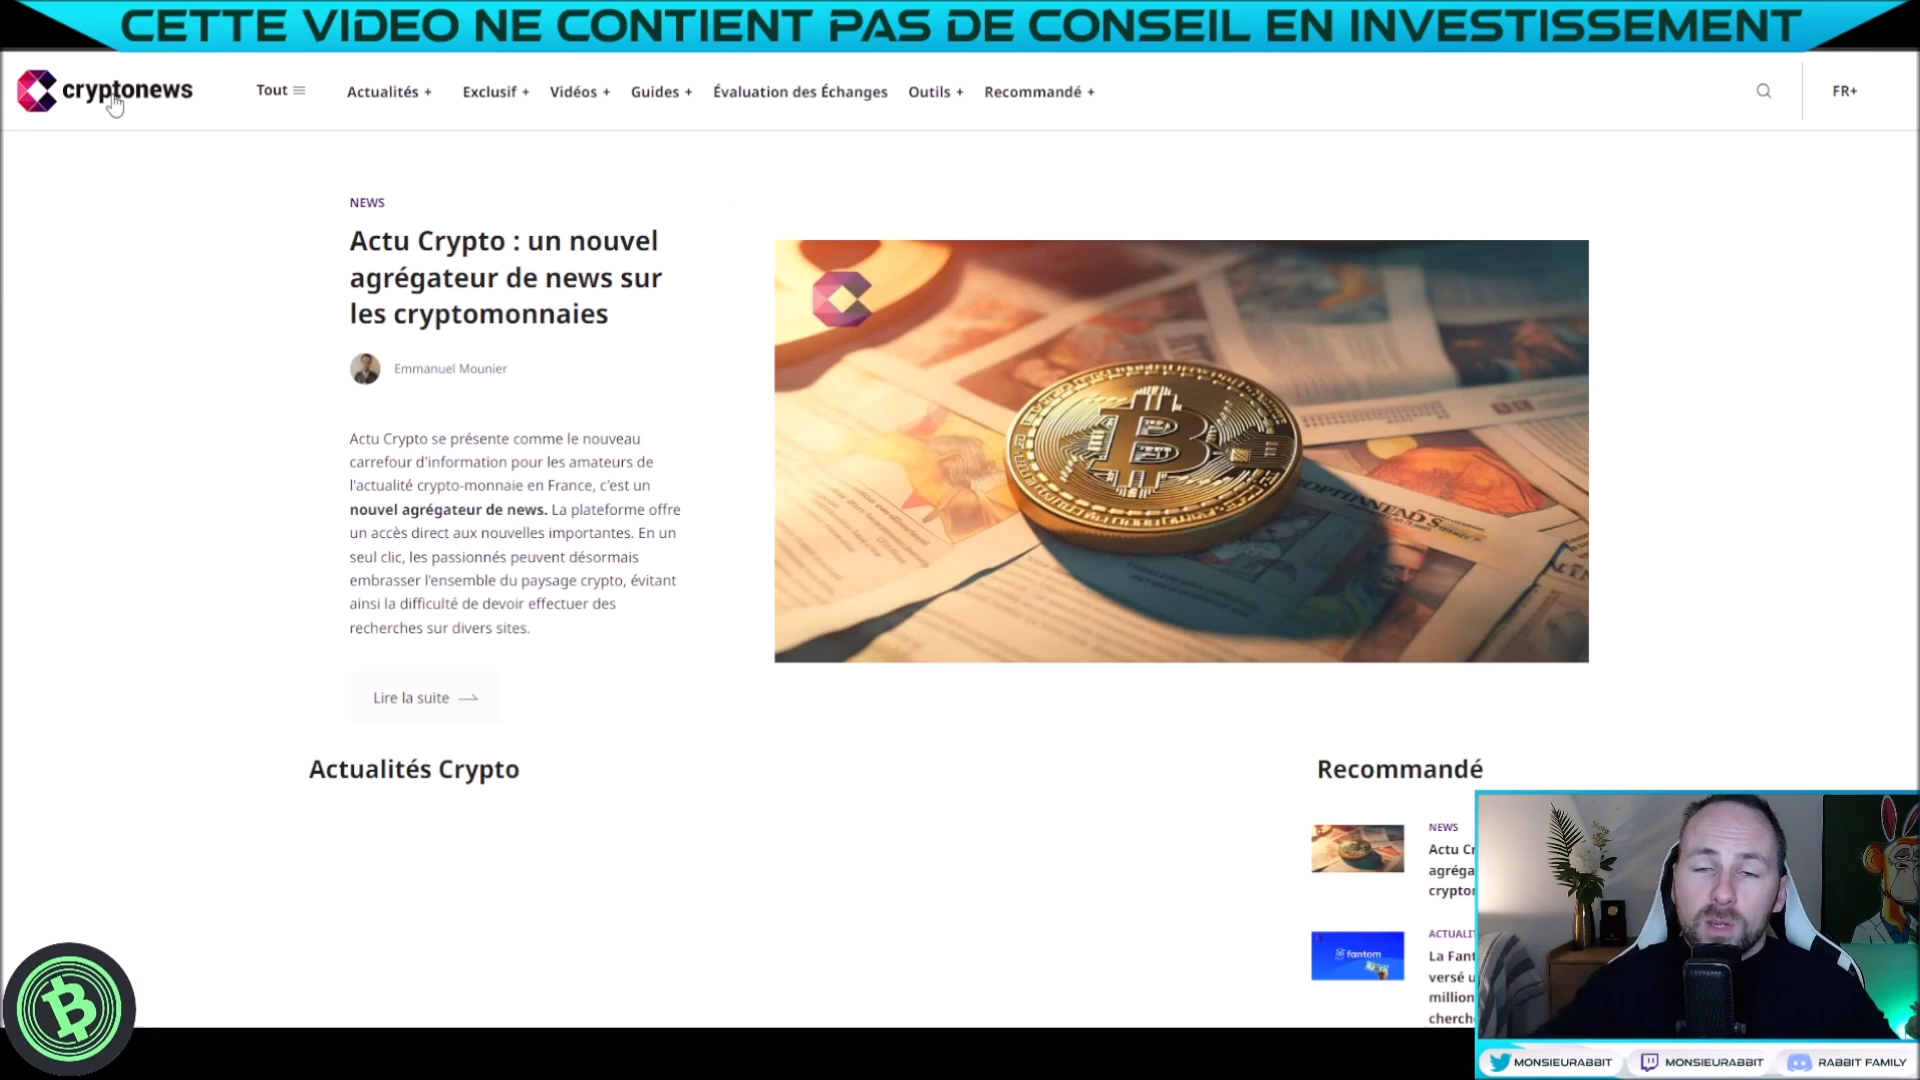 CETTE VIDEO NE CONTIENT PAS DE CONSEIL EN INVESTISSEMENT
cryptonews
Tout
Actualités +
Exclusif +
Vidéos +
Guides +
Évaluation des Échanges
Outils +
Recommandé +
FR+
NEWS
Actu Crypto : un nouvel
agrégateur de news sur
les cryptomonnaies
Emmanuel Mounier
Actu Crypto se présente comme le nouveau
carrefour d'information pour les amateurs de
l'actualité crypto-monnaie en France, c'est un
nouvel agrégateur de news. La plateforme offre
un accès direct aux nouvelles importantes. En un
seul clic, les passionnés peuvent désormais
embrasser l'ensemble du paysage crypto, évitant
ainsi la difficulté de devoir effectuer des
recherches sur divers sites.
Lire la suite
Actualités Crypto
Recommandé
NEWS
Actu Cr
agréga
crypto
ACTUALI
fantom
La Fant
versé u
million
cherch
MONSIEURABBIT
MONSIEURABBIT
RABBIT FAMILY